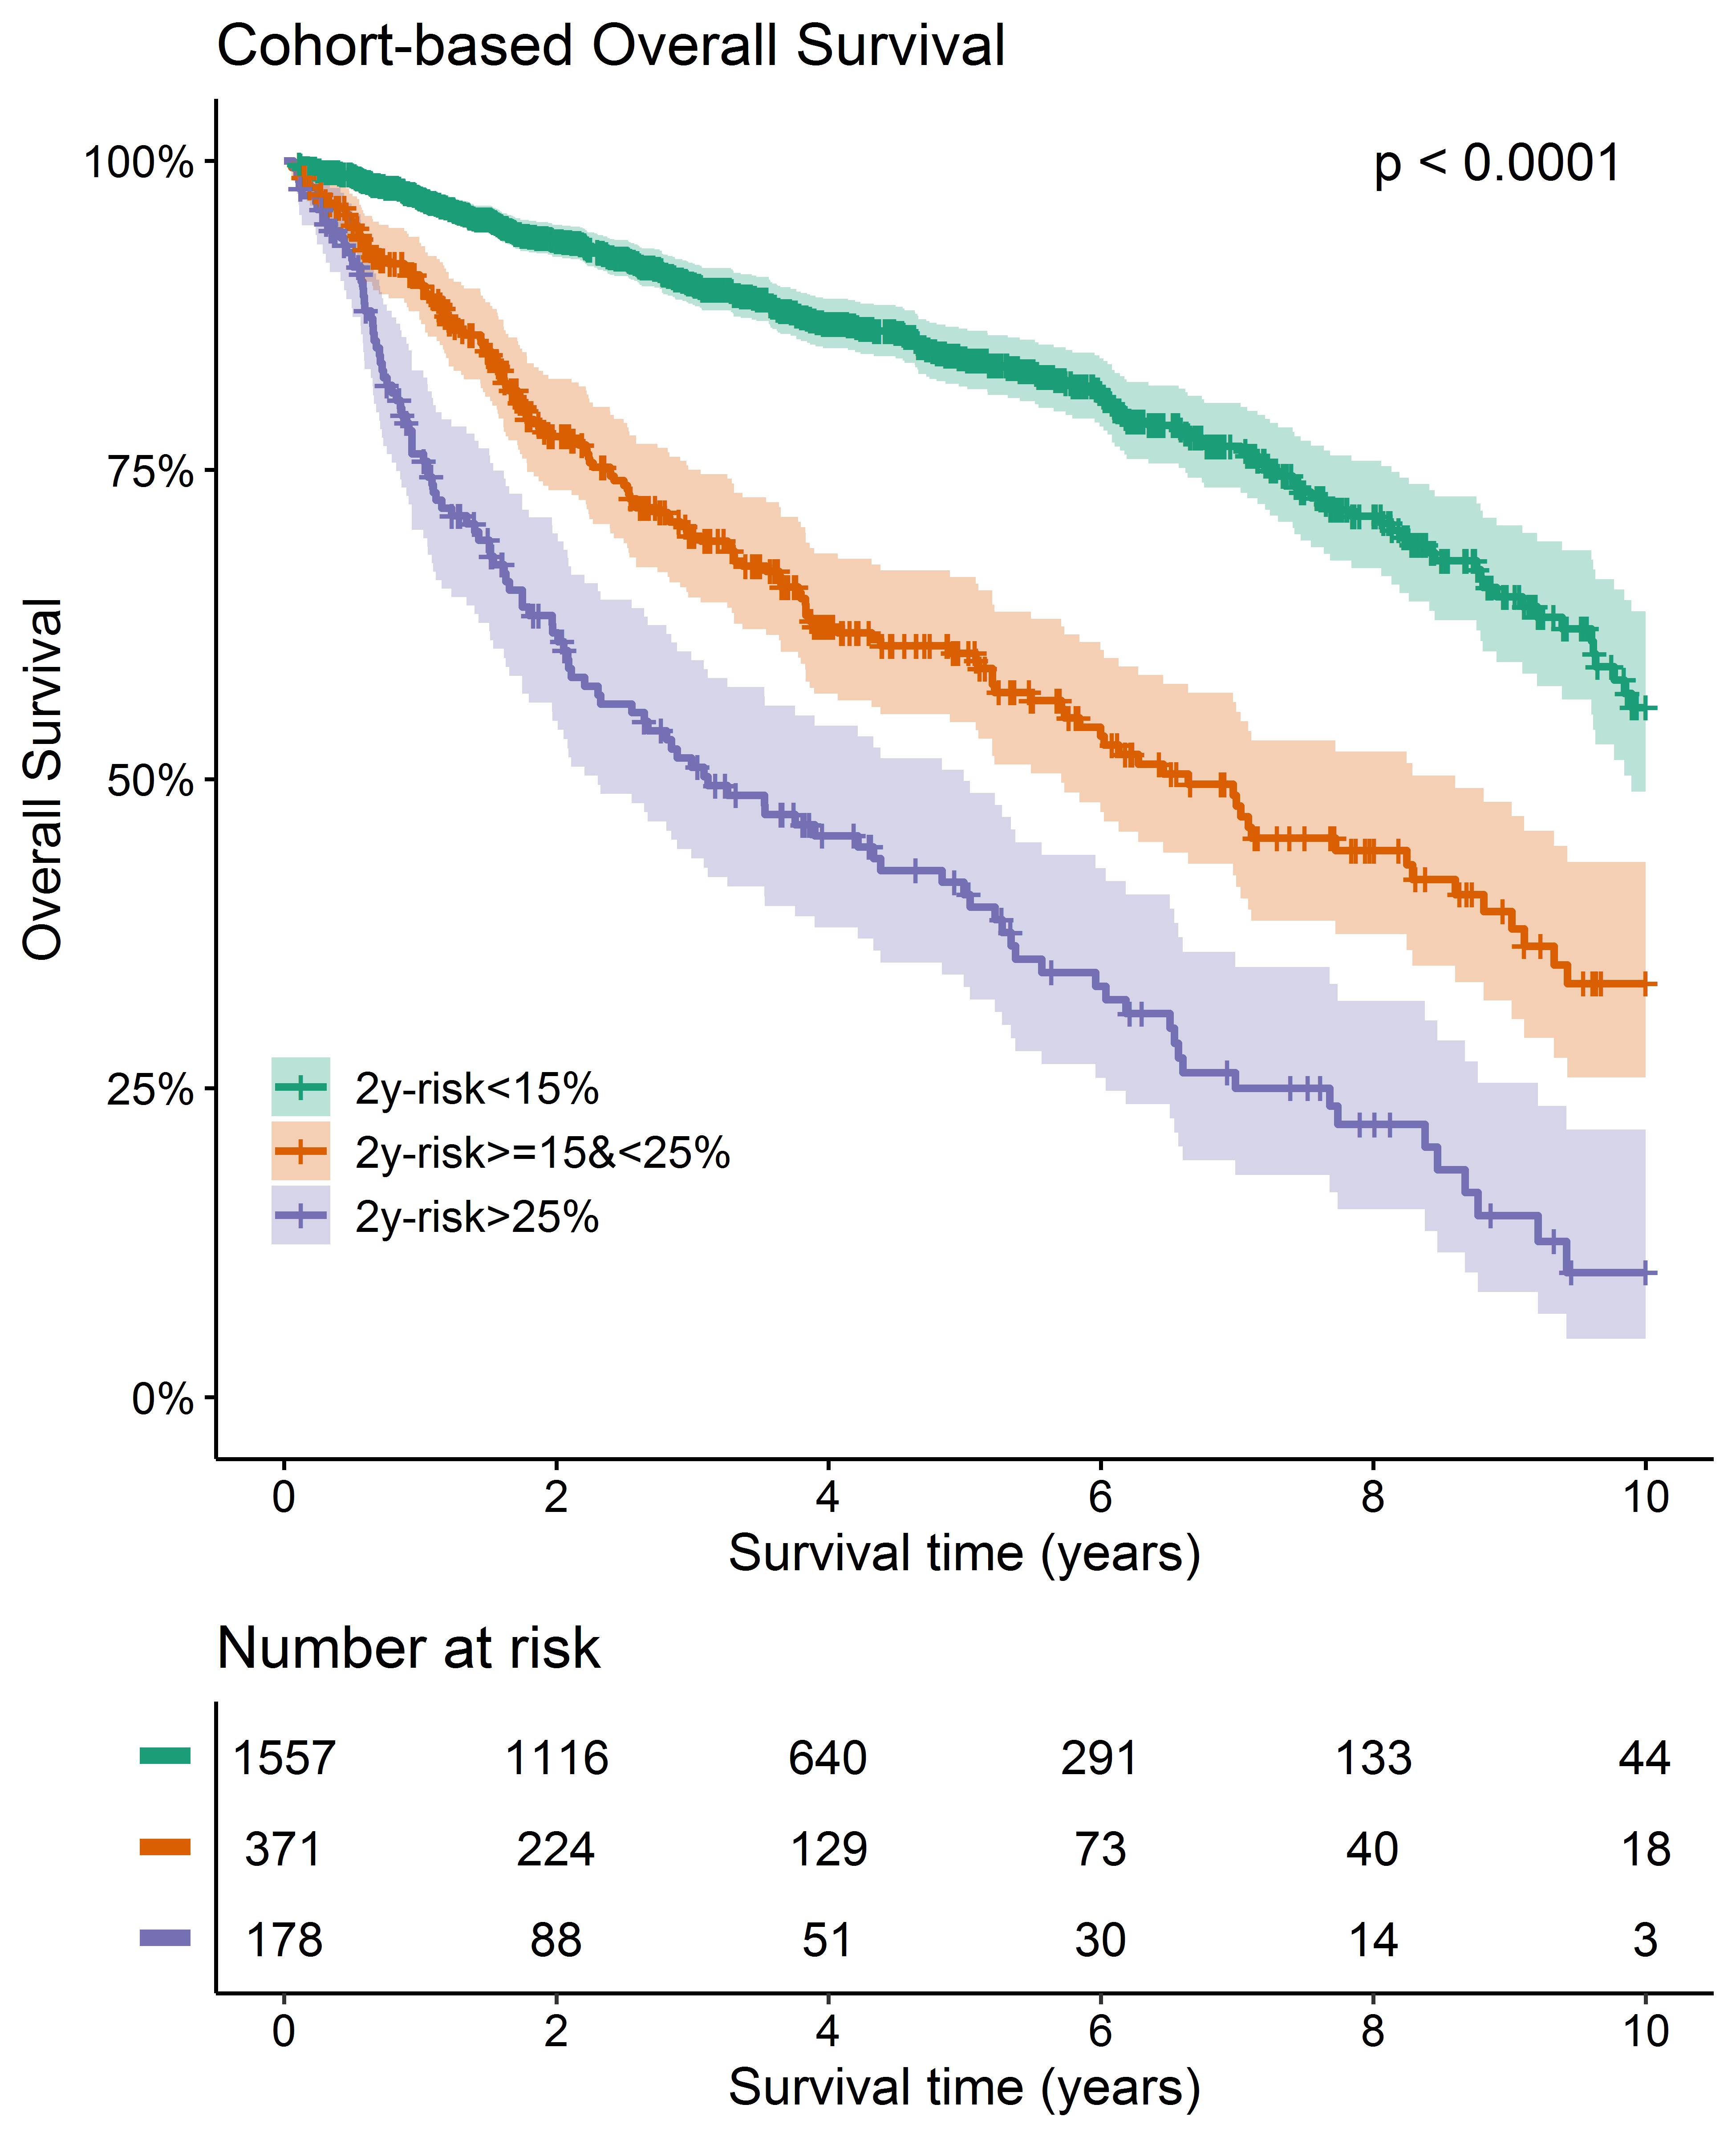 Cohort-based Overall Survival
p < 0.0001
100%
75%
50%
25%
0%
Overall Survival
2y-risk<15%
2y-risk>=15&<25%
2y-risk>25%
0 2 4 6 8 10
Survival time (years)
Number at risk
1557 1116 640 291 133 44
371 224 129 73 40 18
178 88 51 30 14 3
0 2 4 6 8 10
Survival time (years)